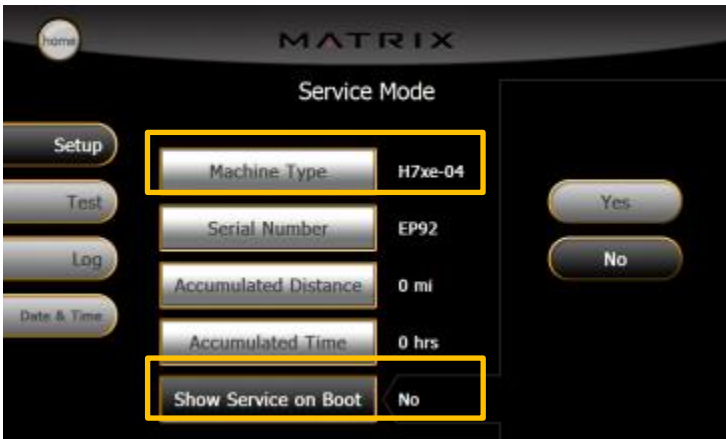 home
MATRIX
Service Mode
Setup
Test
Log
Date & Time
Machine Type H7xe-04
Serial Number EP92
Accumulated Distance 0 mi
Accumulated Time 0 hrs
Show Service on Boot No
Yes
No